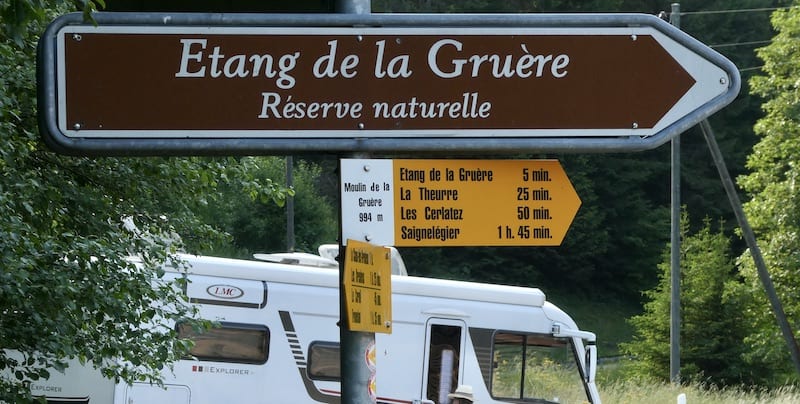 Etang de la Gruère
Réserve naturelle
Moulin de la
Gruère
994 m
Etang de la Gruère 5 min.
La Theurre 25 min.
Les Cerlatez 50 min.
Saignelégier 1 h. 45 min.
LMC
EXPLORER
EXPLORER